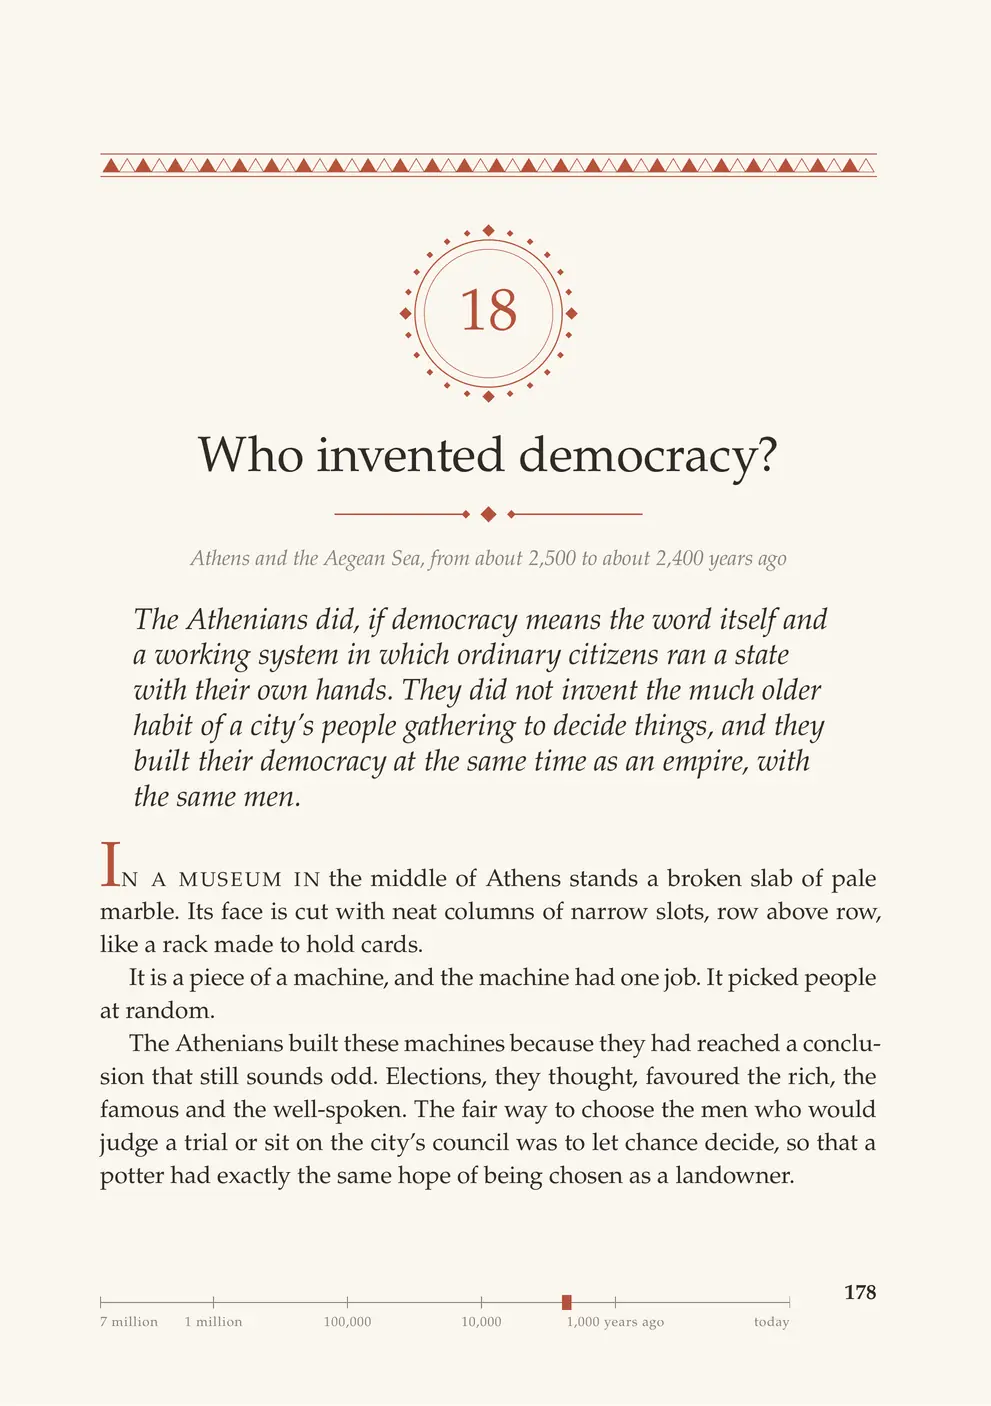 18
Who invented democracy?
Athens and the Aegean Sea, from about 2,500 to about 2,400 years ago
The Athenians did, if democracy means the word itself and
a working system in which ordinary citizens ran a state
with their own hands. They did not invent the much older
habit of a city’s people gathering to decide things, and they
built their democracy at the same time as an empire, with
the same men.
IN A MUSEUM IN the middle of Athens stands a broken slab of pale
marble. Its face is cut with neat columns of narrow slots, row above row,
like a rack made to hold cards.
It is a piece of a machine, and the machine had one job. It picked people
at random.
The Athenians built these machines because they had reached a conclu-
sion that still sounds odd. Elections, they thought, favoured the rich, the
famous and the well-spoken. The fair way to choose the men who would
judge a trial or sit on the city’s council was to let chance decide, so that a
potter had exactly the same hope of being chosen as a landowner.
178
7 million 1 million 100,000 10,000 1,000 years ago today